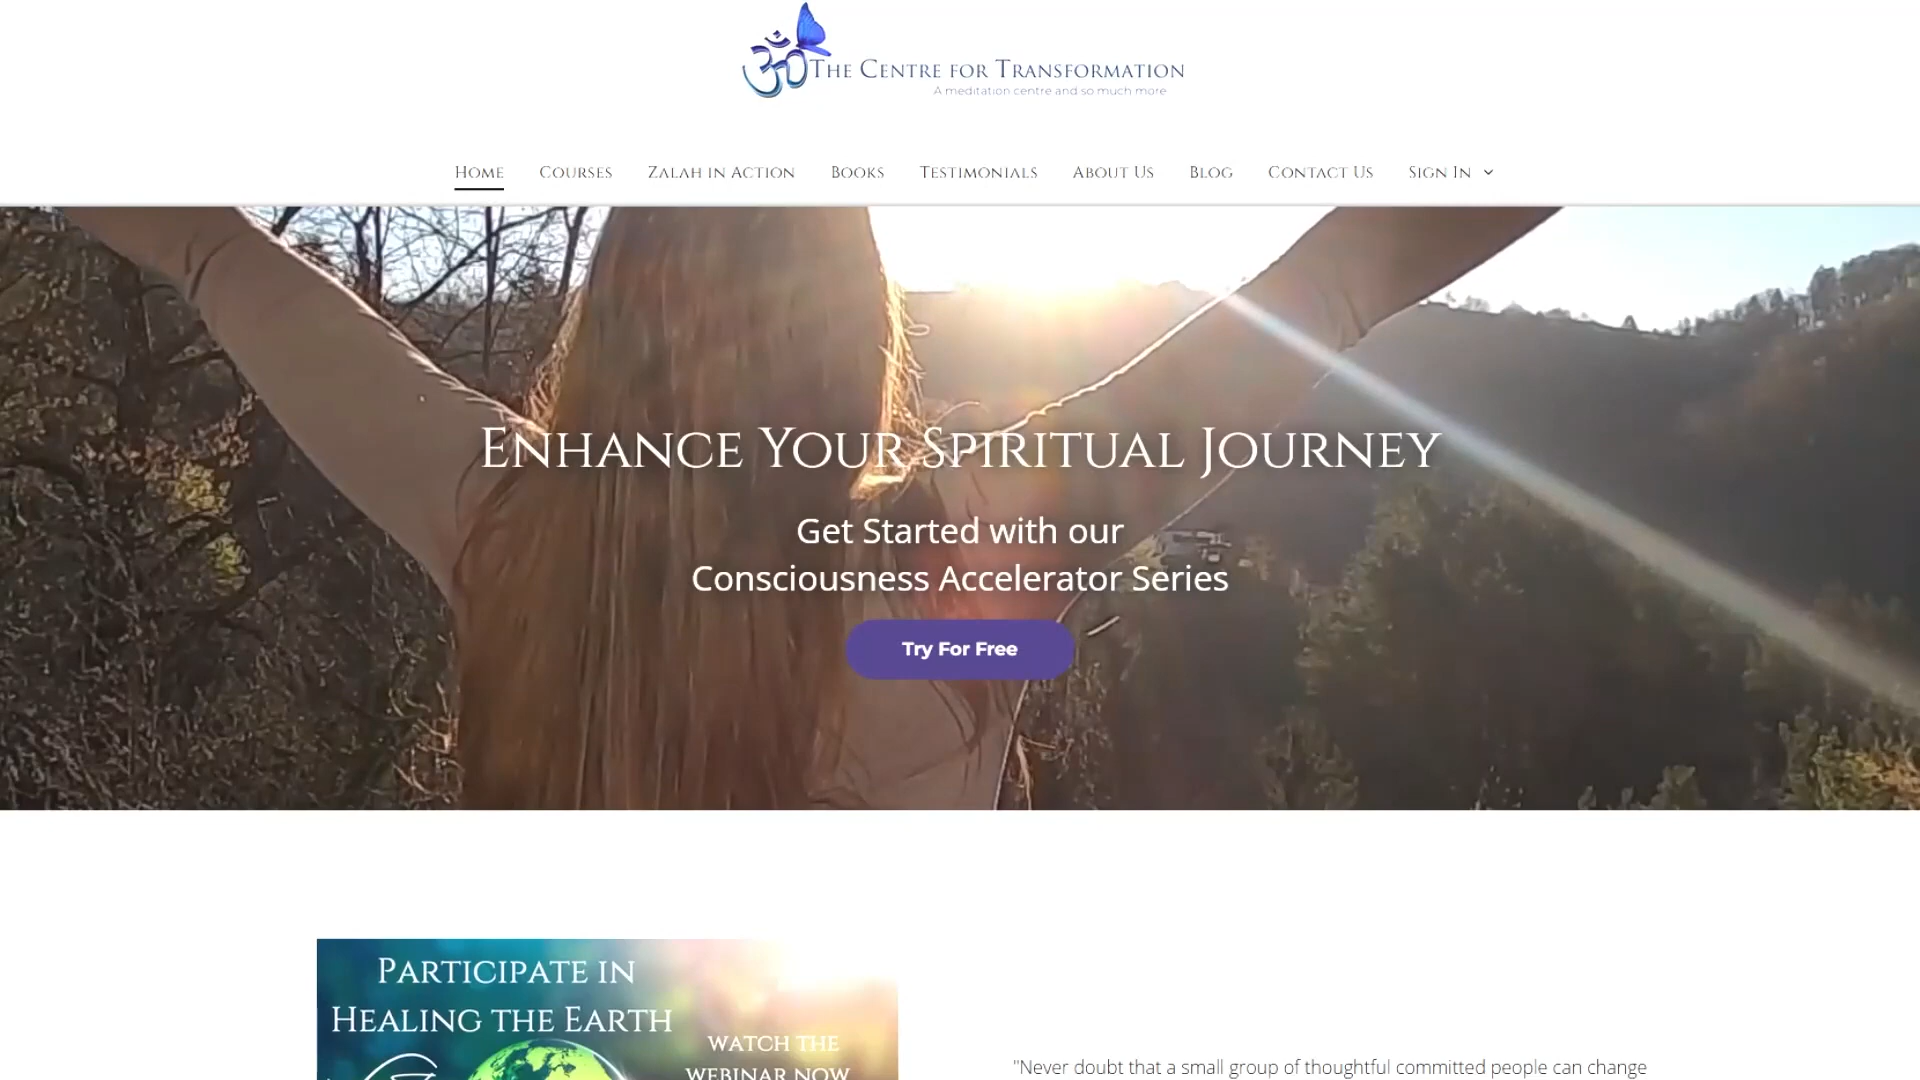 The Centre for Transformation
A meditation centre and so much more
Home Courses Zalah in Action Books Testimonials About Us Blog Contact Us Sign In
Enhance Your Spiritual Journey
Get Started with our
Consciousness Accelerator Series
Try For Free
Participate in
Healing the Earth
WATCH THE
WEBINAR NOW
"Never doubt that a small group of thoughtful committed people can change